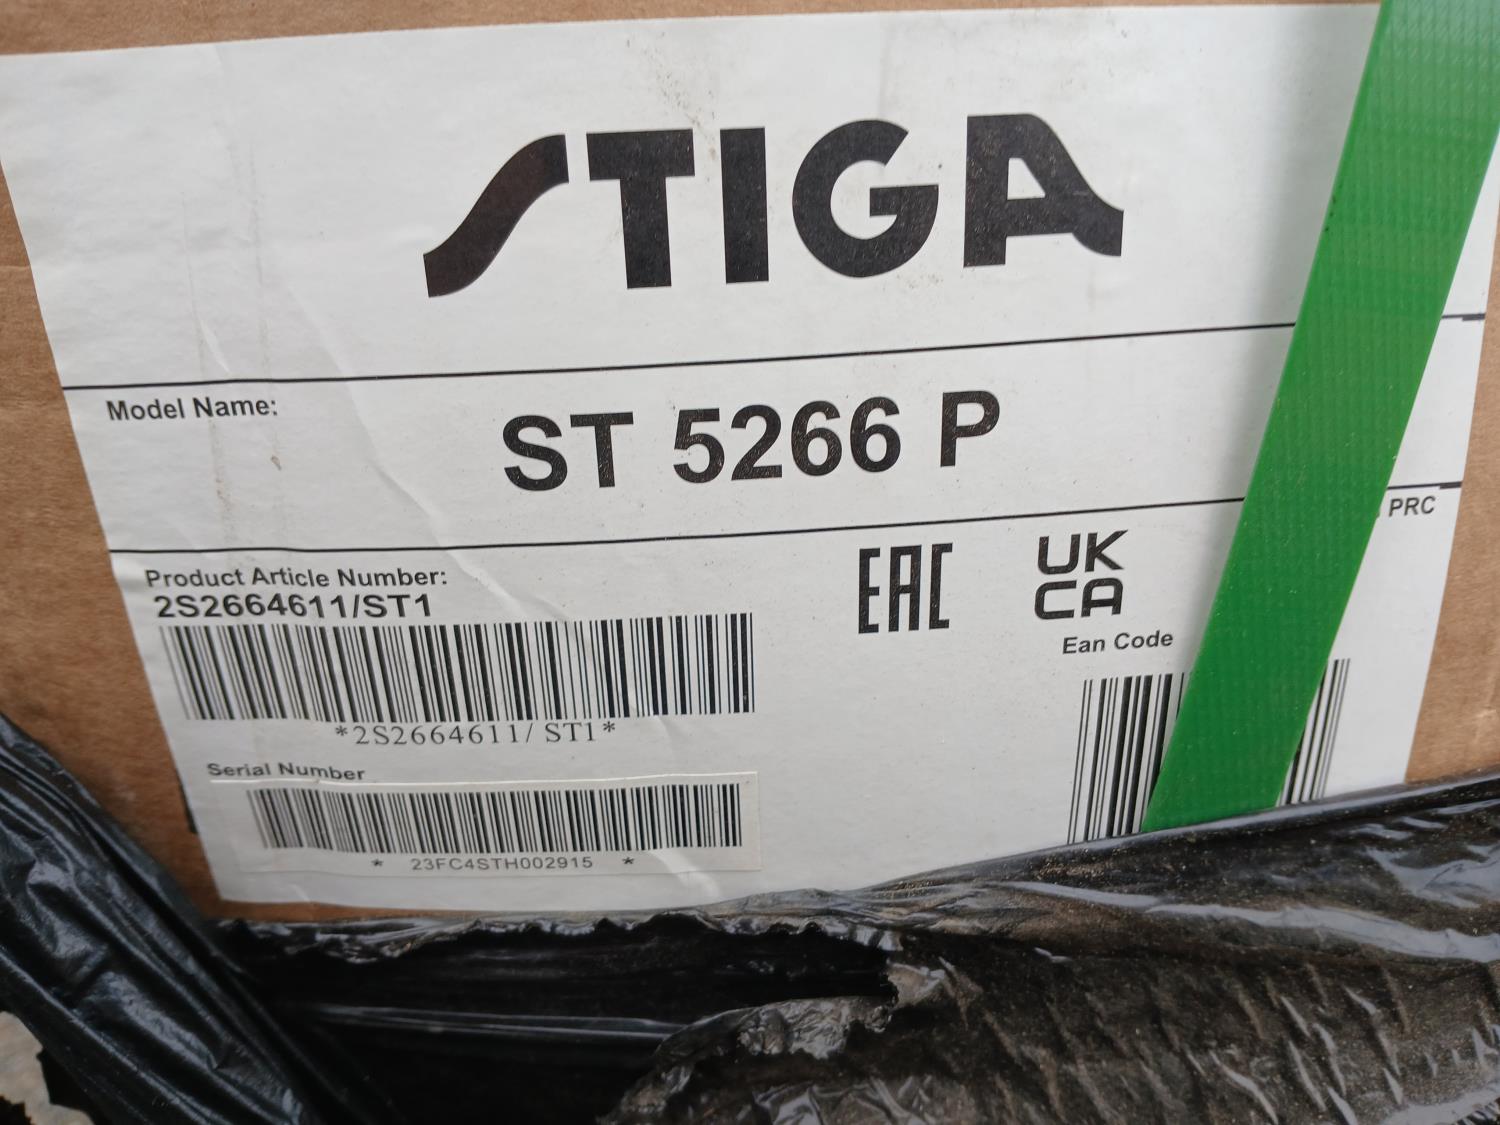 STIGA
Model Name:
ST 5266 P
PRC
Product Article Number:
2S2664611/ST1
EAC
UK
CA
Ean Code
*2S2664611/ ST1*
Serial Number
* 23FC4STH002915 *